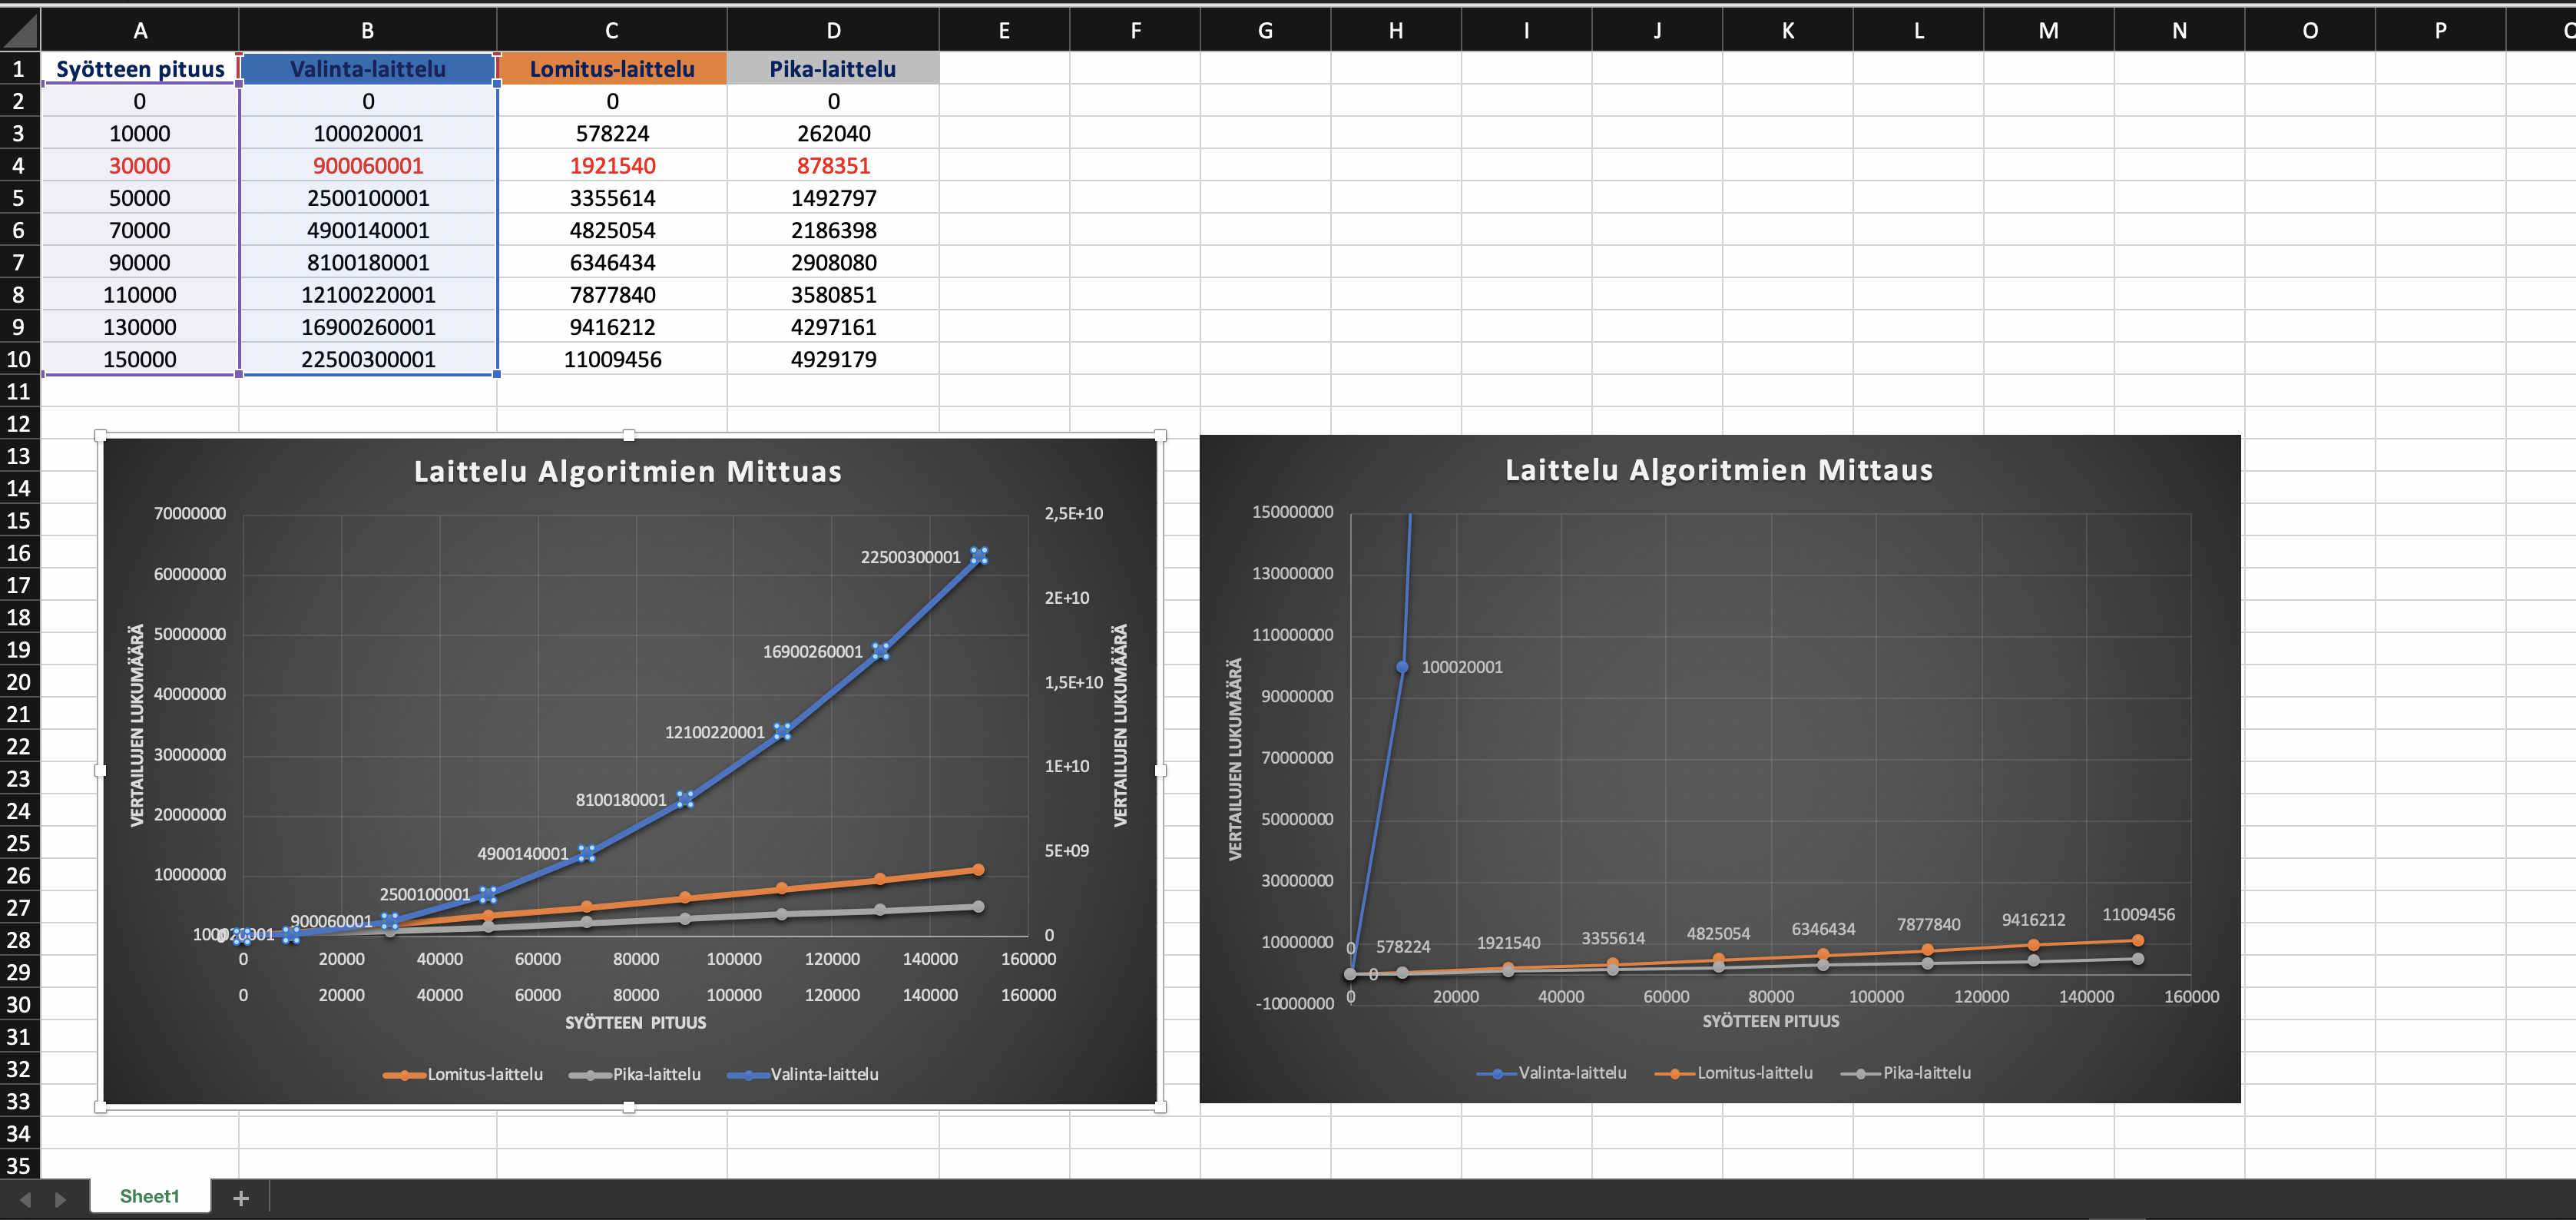 A B C D E F G H I J K L M N O P
1 Syötteen pituus Valinta-laittelu Lomitus-laittelu Pika-laittelu
2 0 0 0 0
3 10000 100020001 578224 262040
4 30000 900060001 1921540 878351
5 50000 2500100001 3355614 1492797
6 70000 4900140001 4825054 2186398
7 90000 8100180001 6346434 2908080
8 110000 12100220001 7877840 3580851
9 130000 16900260001 9416212 4297161
10 150000 22500300001 11009456 4929179
11
12
13
14
15
16
17
18
19
20
21
22
23
24
25
26
27
28
29
30
31
32
33
34
35
Laittelu Algoritmien Mittuas
70000000
60000000
50000000
40000000
30000000
20000000
10000000
0
VERTAILUJEN LUKUMÄÄRÄ
22500300001
16900260001
12100220001
8100180001
4900140001
2500100001
900060001
100020001
2,5E+10
2E+10
1,5E+10
1E+10
5E+09
0
VERTAILUJEN LUKUMÄÄRÄ
0 20000 40000 60000 80000 100000 120000 140000 160000
0 20000 40000 60000 80000 100000 120000 140000 160000
SYÖTTEEN PITUUS
Lomitus-laittelu Pika-laittelu Valinta-laittelu
Laittelu Algoritmien Mittaus
150000000
130000000
110000000
90000000
70000000
50000000
30000000
10000000
-10000000
VERTAILUJEN LUKUMÄÄRÄ
100020001
0 578224 1921540 3355614 4825054 6346434 7877840 9416212 11009456
0
0 20000 40000 60000 80000 100000 120000 140000 160000
SYÖTTEEN PITUUS
Valinta-laittelu Lomitus-laittelu Pika-laittelu
Sheet1 +